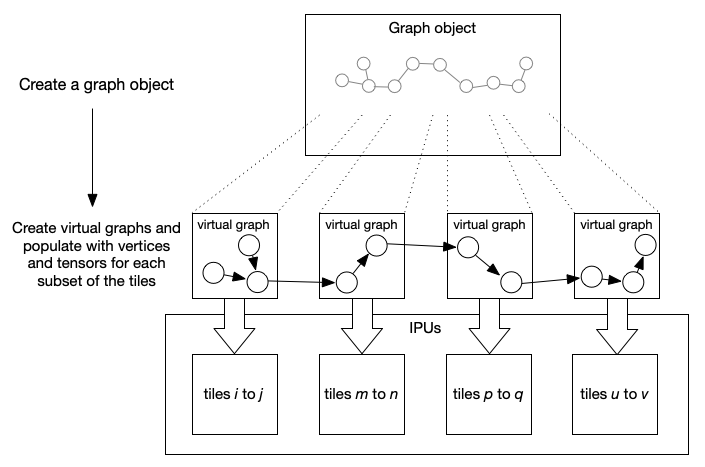 Graph object
Create a graph object
Create virtual graphs and
populate with vertices
and tensors for each
subset of the tiles
virtual graph
virtual graph
virtual graph
virtual graph
IPUs
tiles i to j
tiles m to n
tiles p to q
tiles u to v